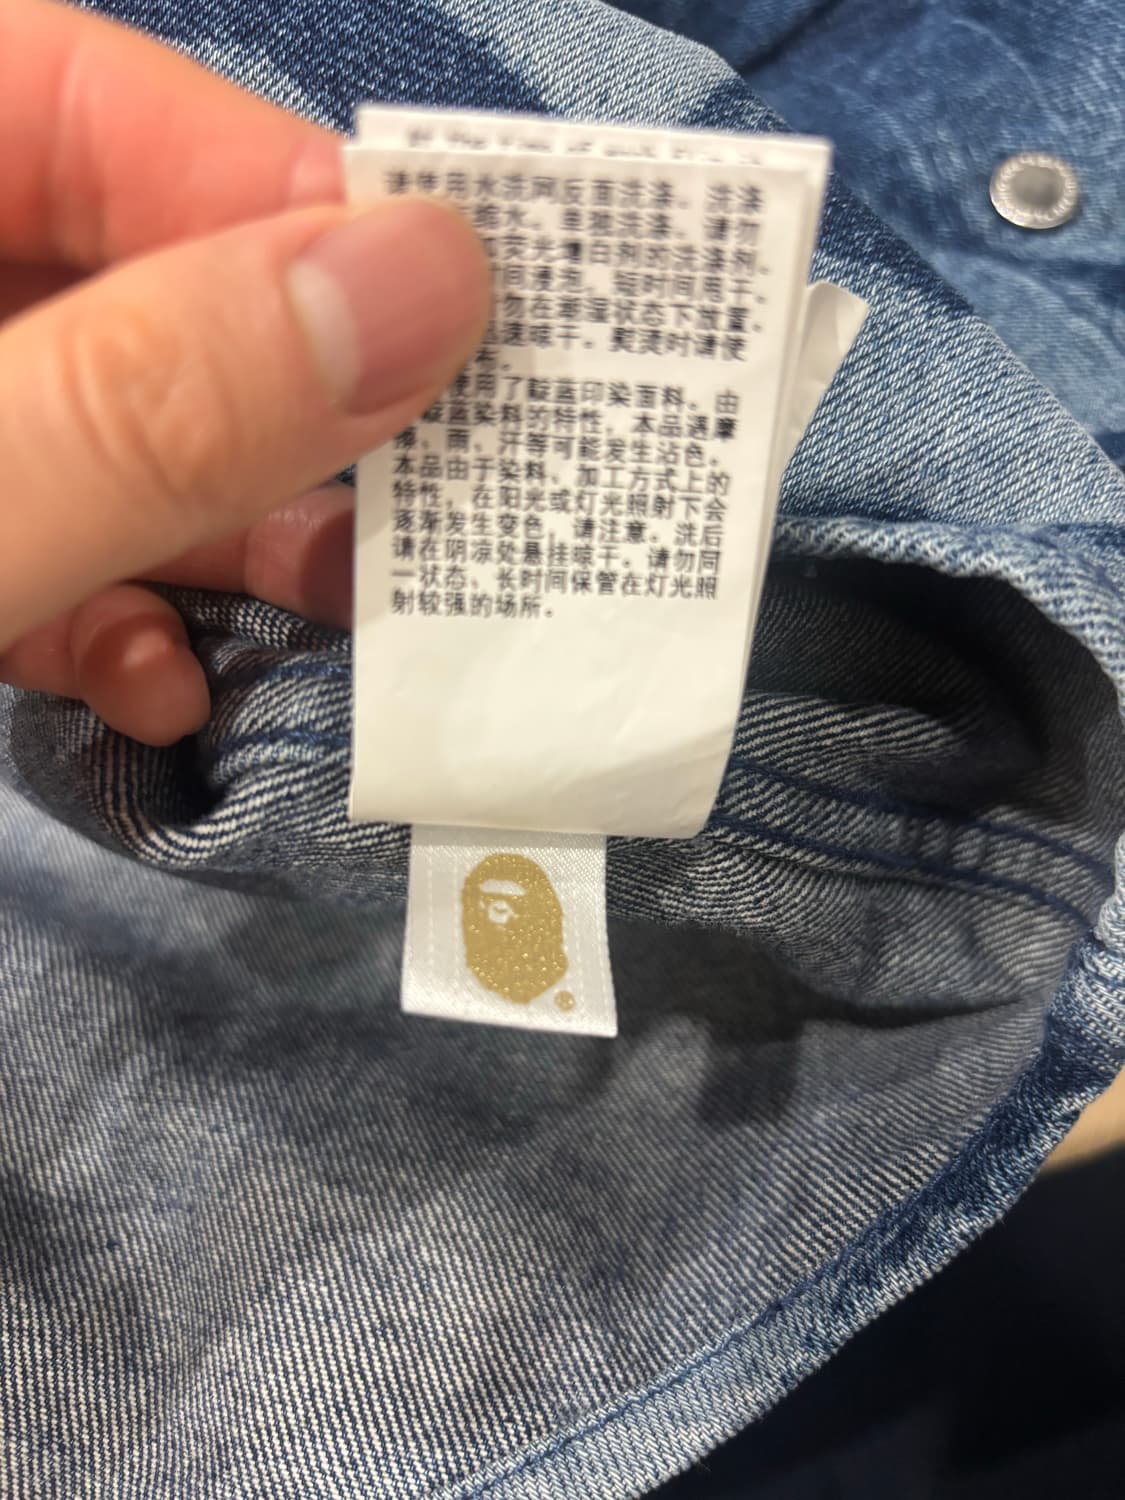 请使用水洗网反面洗涤。洗涤
缩水。单独洗涤。请勿
荧光增白剂的洗涤剂。
时间浸泡。短时间甩干。
勿在潮湿状态下放置。
速晾干。熨烫时请使
布。
使用了靛蓝印染面料。由
靛蓝染料的特性，本品遇摩
擦、雨、汗等可能发生沾色。
本品由于染料、加工方式上的
特性，在阳光或灯光照射下会
逐渐发生变色，请注意。洗后
请在阴凉处悬挂晾干。请勿同
一状态、长时间保管在灯光照
射较强的场所。